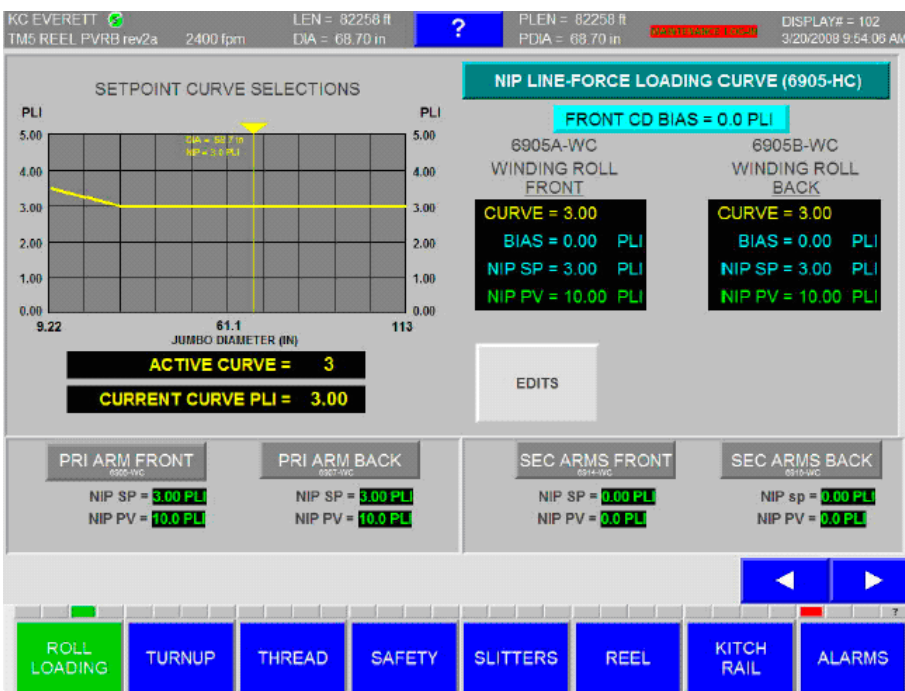 KC EVERETT
LEN = 82258 ft
?
PLEN = 82258 ft
DISPLAY# = 102
TM5 REEL PVRB rev2a 2400 fpm
DIA = 68.70 in
PDIA = 68.70 in
3/20/2008 9:54:06 AM
SETPOINT CURVE SELECTIONS
PLI
PLI
5.00
4.00
3.00
2.00
1.00
0.00
NIP = 3.0 PLI
5.00
4.00
3.00
2.00
1.00
0.00
9.22
61.1
113
JUMBO DIAMETER (IN)
ACTIVE CURVE = 3
CURRENT CURVE PLI = 3.00
NIP LINE-FORCE LOADING CURVE (6905-HC)
FRONT CD BIAS = 0.0 PLI
6905A-WC
WINDING ROLL
FRONT
CURVE = 3.00
BIAS = 0.00 PLI
NIP SP = 3.00 PLI
NIP PV = 10.00 PLI
6905B-WC
WINDING ROLL
BACK
CURVE = 3.00
BIAS = 0.00 PLI
NIP SP = 3.00 PLI
NIP PV = 10.00 PLI
EDITS
PRI ARM FRONT
NIP SP = 3.00 PLI
NIP PV = 10.0 PLI
PRI ARM BACK
6907-WC
NIP SP = 3.00 PLI
NIP PV = 10.0 PLI
SEC ARMS FRONT
6914-WC
NIP SP = 0.00 PLI
NIP PV = 0.0 PLI
SEC ARMS BACK
NIP sp = 0.00 PLI
NIP PV = 0.0 PLI
?
ROLL
LOADING
TURNUP
THREAD
SAFETY
SLITTERS
REEL
KITCH
RAIL
ALARMS